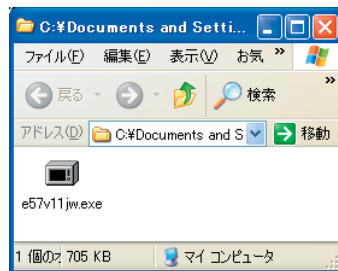 C:¥Documents and Setti...
ファイル(F) 編集(E) 表示(V) お気 »
戻る 検索 »
アドレス(D) C:¥Documents and S 移動
e57v11jw.exe
1 個のオ 705 KB マイ コンピュータ